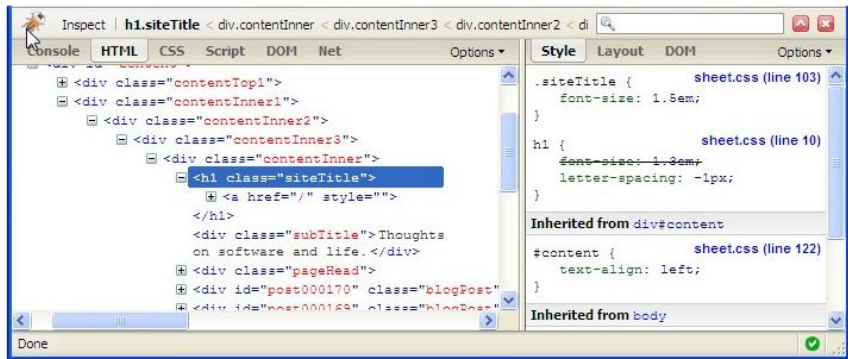 Inspect | h1.siteTitle < div.contentInner < div.contentInner3 < div.contentInner2 < di
Console HTML CSS Script DOM Net Options
<div class="contentTop1">
<div class="contentInner1">
<div class="contentInner2">
<div class="contentInner3">
<div class="contentInner">
<h1 class="siteTitle">
<a href="/" style="">
</h1>
<div class="subTitle">Thoughts
on software and life.</div>
<div class="pageHead">
<div id="post000170" class="blogPost"
<div id="post000169" class="blogPost"
Style Layout DOM Options
.siteTitle { sheet.css (line 103)
font-size: 1.5em;
}
h1 { sheet.css (line 10)
font-size: 1.3em;
letter-spacing: -1px;
}
Inherited from div#content
#content { sheet.css (line 122)
text-align: left;
}
Inherited from body
Done